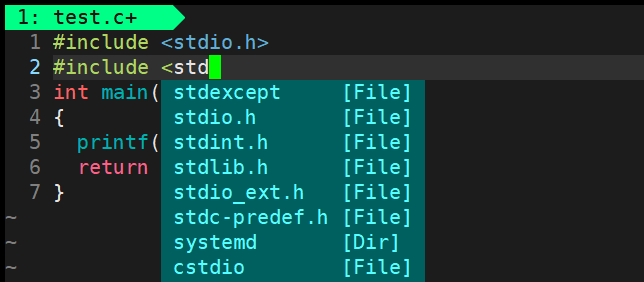 1: test.c+
1 #include <stdio.h>
2 #include <std
3 int main( stdexcept [File]
4 { stdio.h [File]
5 printf( stdint.h [File]
6 return stdlib.h [File]
7 } stdio_ext.h [File]
~ stdc-predef.h [File]
~ systemd [Dir]
~ cstdio [File]